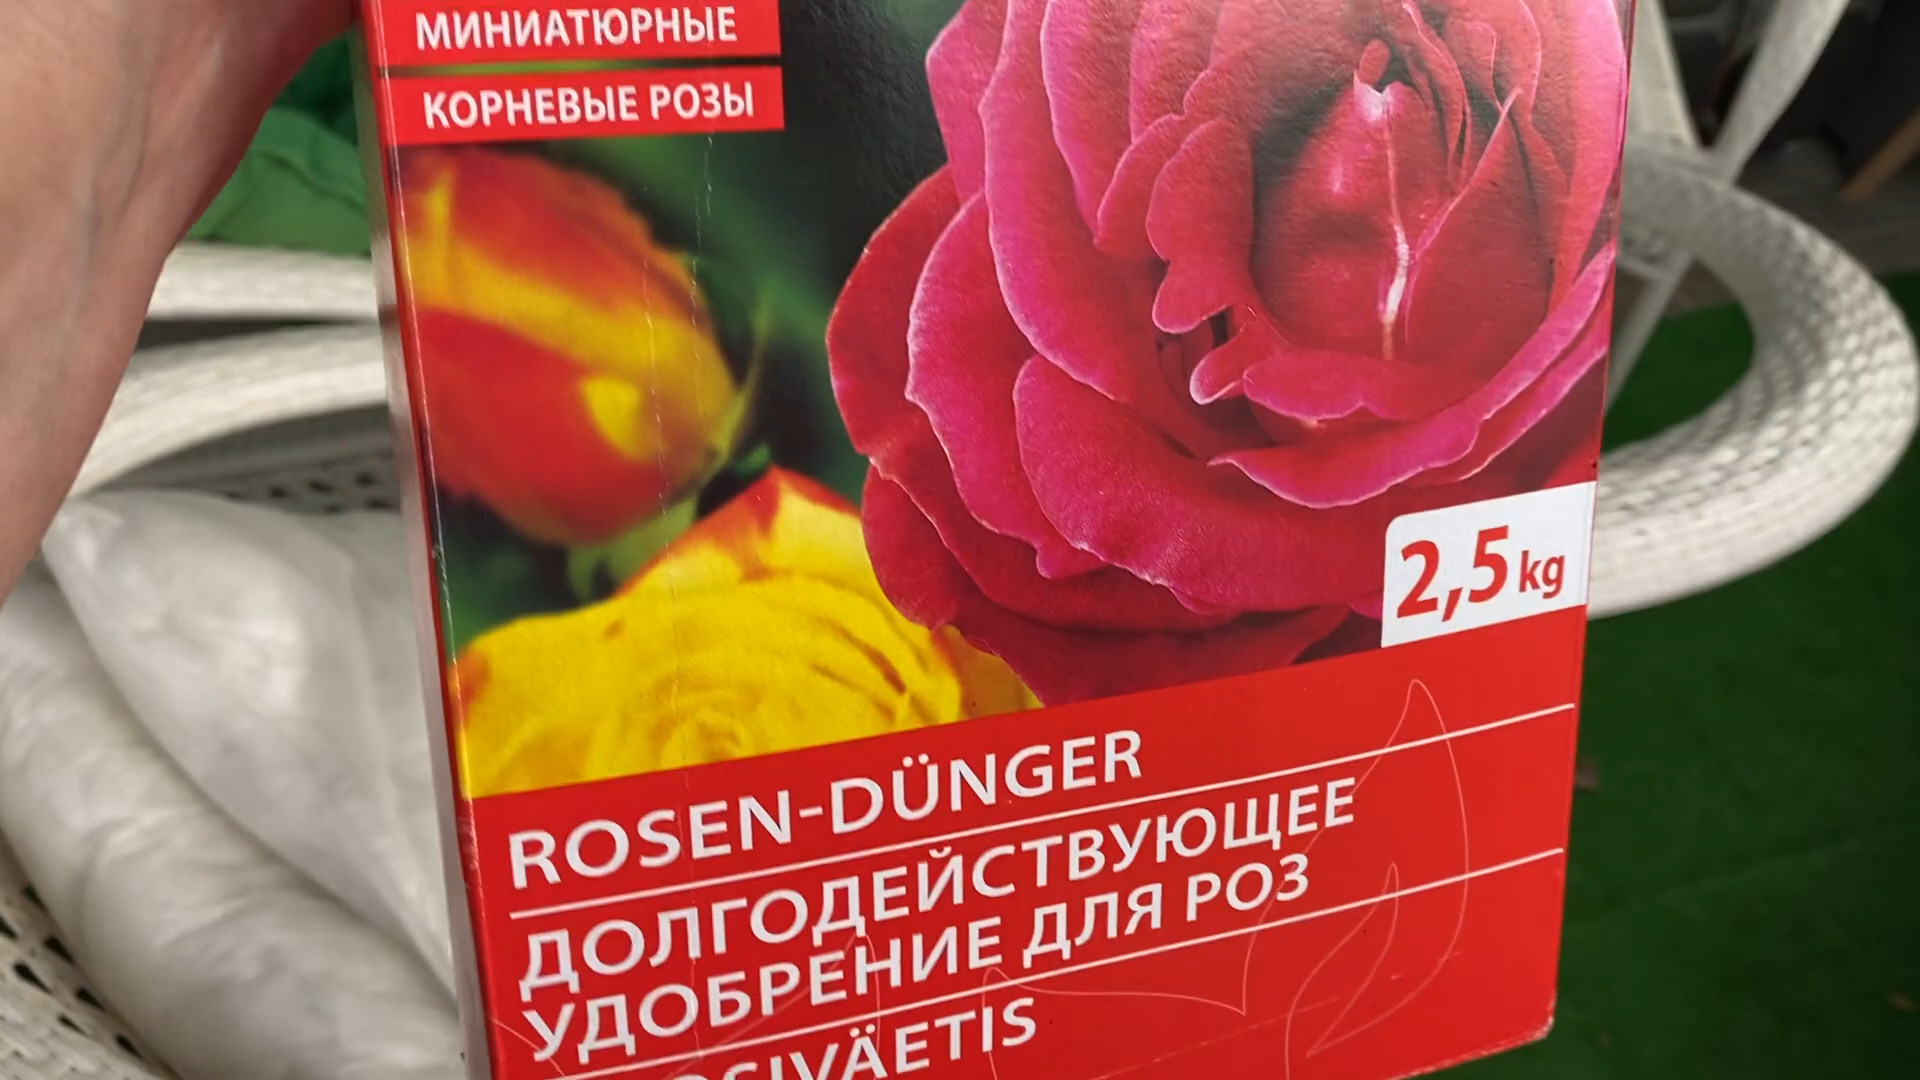 МИНИАТЮРНЫЕ
КОРНЕВЫЕ РОЗЫ
2,5 kg
ROSEN-DÜNGER
ДОЛГОДЕЙСТВУЮЩЕЕ
УДОБРЕНИЕ ДЛЯ РОЗ